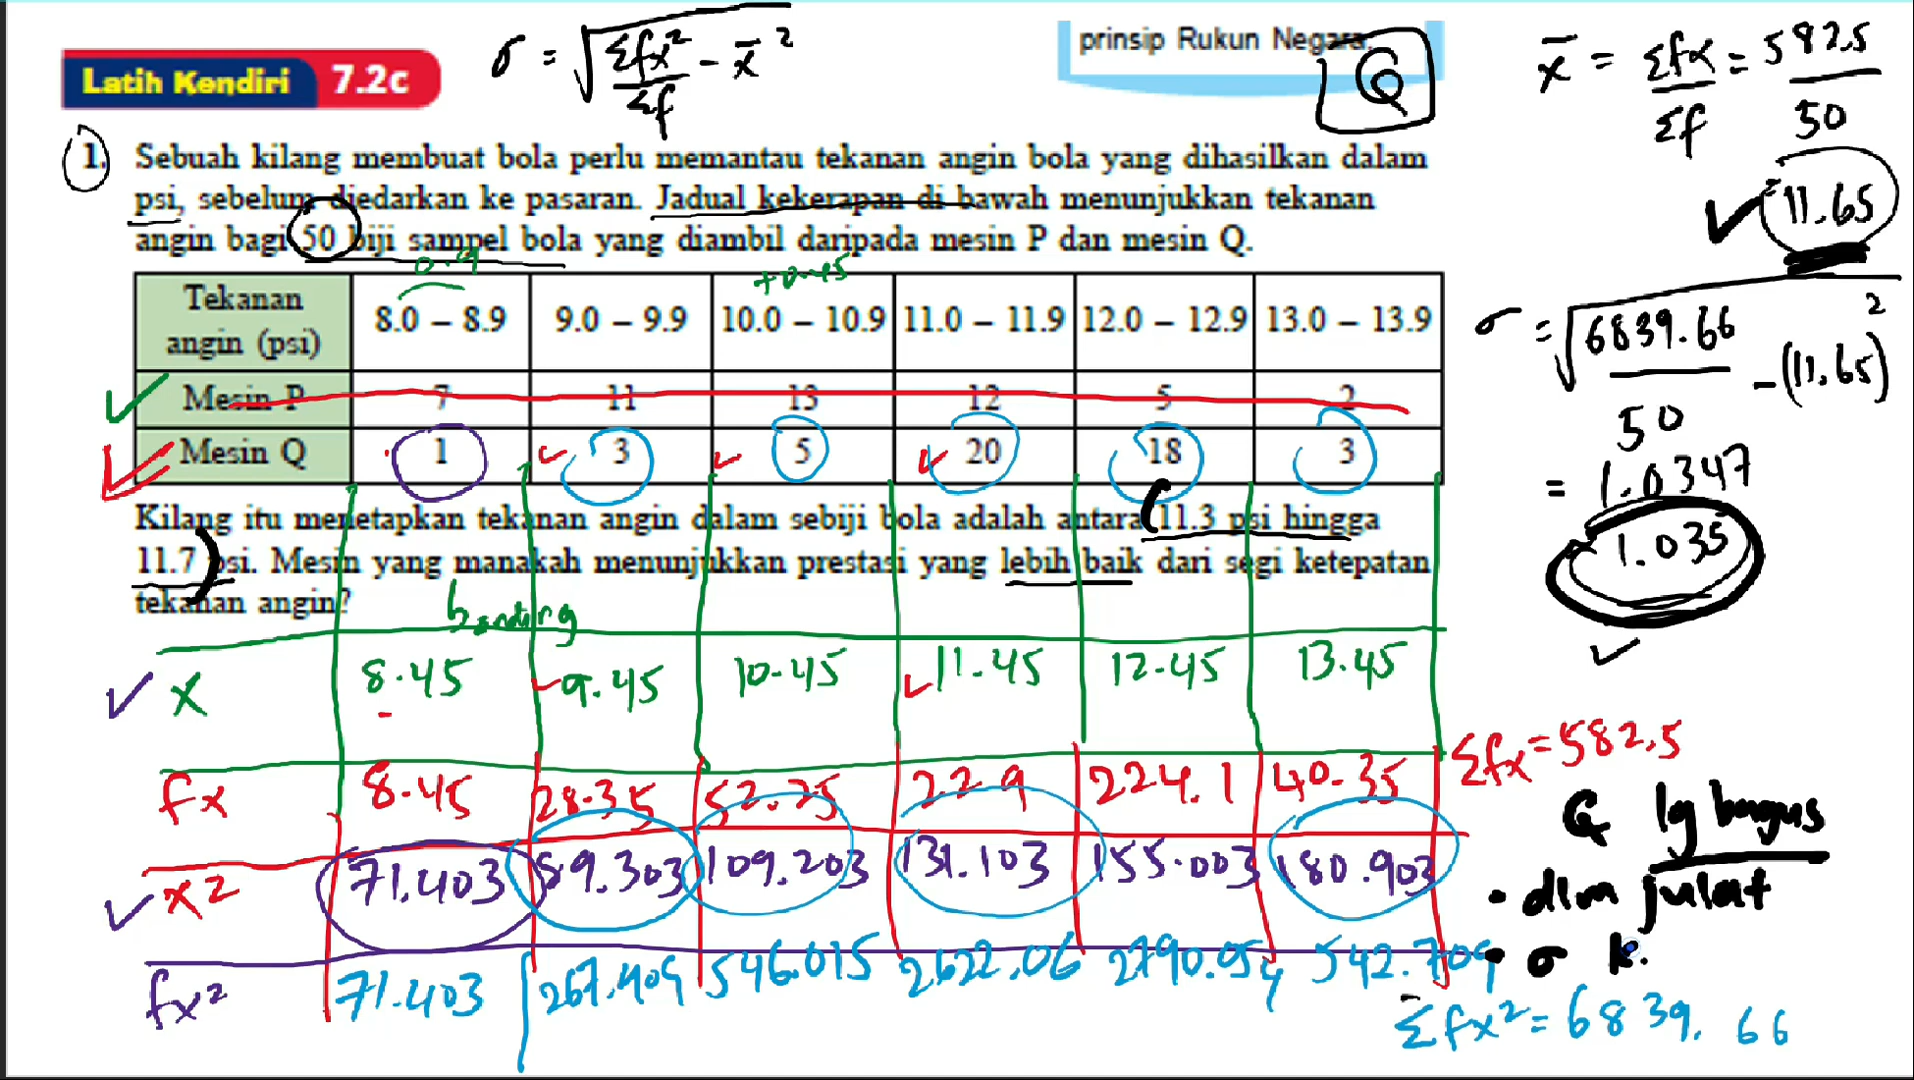 σ = √ Σfx² / Σf - x̄ ²
prinsip Rukun Negara.
Q
Latih Kendiri 7.2c
1. Sebuah kilang membuat bola perlu memantau tekanan angin bola yang dihasilkan dalam
psi, sebelum diedarkan ke pasaran. Jadual kekerapan di bawah menunjukkan tekanan
angin bagi 50 biji sampel bola yang diambil daripada mesin P dan mesin Q.
0.9
+0.45
Tekanan angin (psi) 8.0 – 8.9 9.0 – 9.9 10.0 – 10.9 11.0 – 11.9 12.0 – 12.9 13.0 – 13.9
Mesin P 7 11 13 12 5 2
Mesin Q 1 3 5 20 18 3
Kilang itu menetapkan tekanan angin dalam sebiji bola adalah antara 11.3 psi hingga
11.7 psi. Mesin yang manakah menunjukkan prestasi yang lebih baik dari segi ketepatan
tekanan angin?
banding
x 8.45 9.45 10.45 11.45 12.45 13.45
fx 8.45 28.35 52.25 229 224.1 40.35
x2 71.403 89.303 109.203 131.103 155.003 180.903
fx² 71.403 267.909 546.015 2622.06 2790.054 542.709
x̄ = Σfx / Σf = 582.5 / 50
= 11.65
σ = √ 6839.66 / 50 - (11.65)²
= 1.0347
1.035
Σfx = 582.5
Q lg bagus
• dlm julat
• σ k
Σfx² = 6839.66